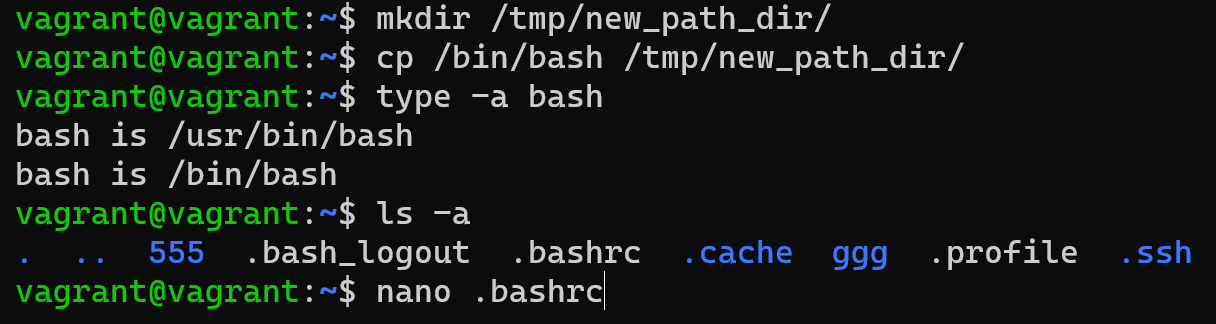 vagrant@vagrant:~$ mkdir /tmp/new_path_dir/
vagrant@vagrant:~$ cp /bin/bash /tmp/new_path_dir/
vagrant@vagrant:~$ type -a bash
bash is /usr/bin/bash
bash is /bin/bash
vagrant@vagrant:~$ ls -a
.  ..  555  .bash_logout  .bashrc  .cache  ggg  .profile  .ssh
vagrant@vagrant:~$ nano .bashrc